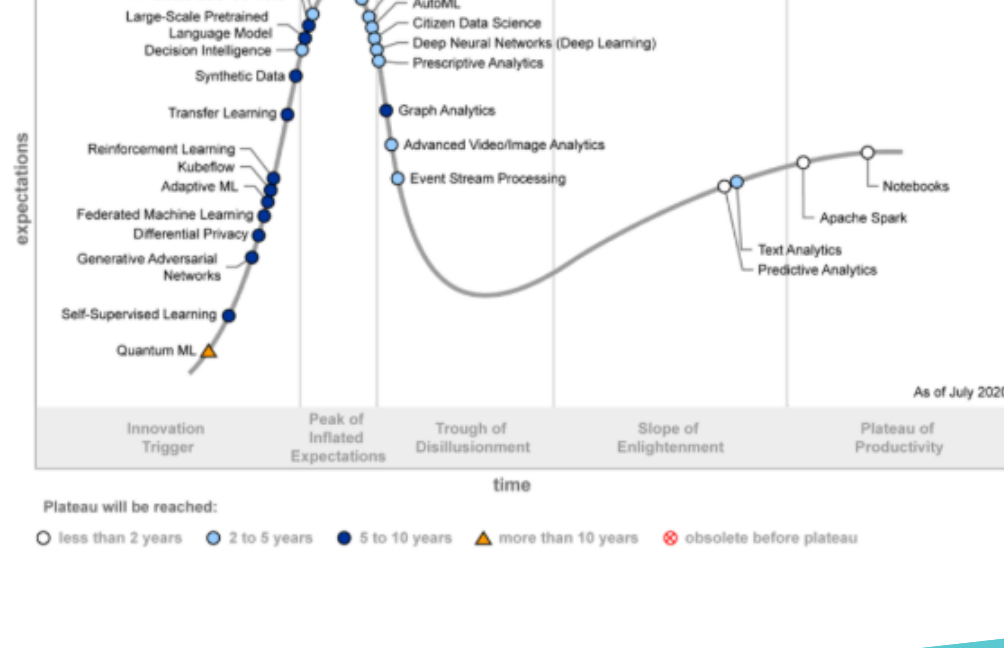 AutoML
Large-Scale Pretrained
Language Model
Citizen Data Science
Deep Neural Networks (Deep Learning)
Decision Intelligence
Prescriptive Analytics
Synthetic Data
Transfer Learning
Graph Analytics
Reinforcement Learning
Advanced Video/Image Analytics
Kubeflow
Adaptive ML
Event Stream Processing
Federated Machine Learning
Differential Privacy
Generative Adversarial
Networks
Self-Supervised Learning
Quantum ML
Notebooks
Apache Spark
Text Analytics
Predictive Analytics
expectations
As of July 2020
Innovation
Trigger
Peak of
Inflated
Expectations
Trough of
Disillusionment
Slope of
Enlightenment
Plateau of
Productivity
time
Plateau will be reached:
less than 2 years 2 to 5 years 5 to 10 years more than 10 years obsolete before plateau